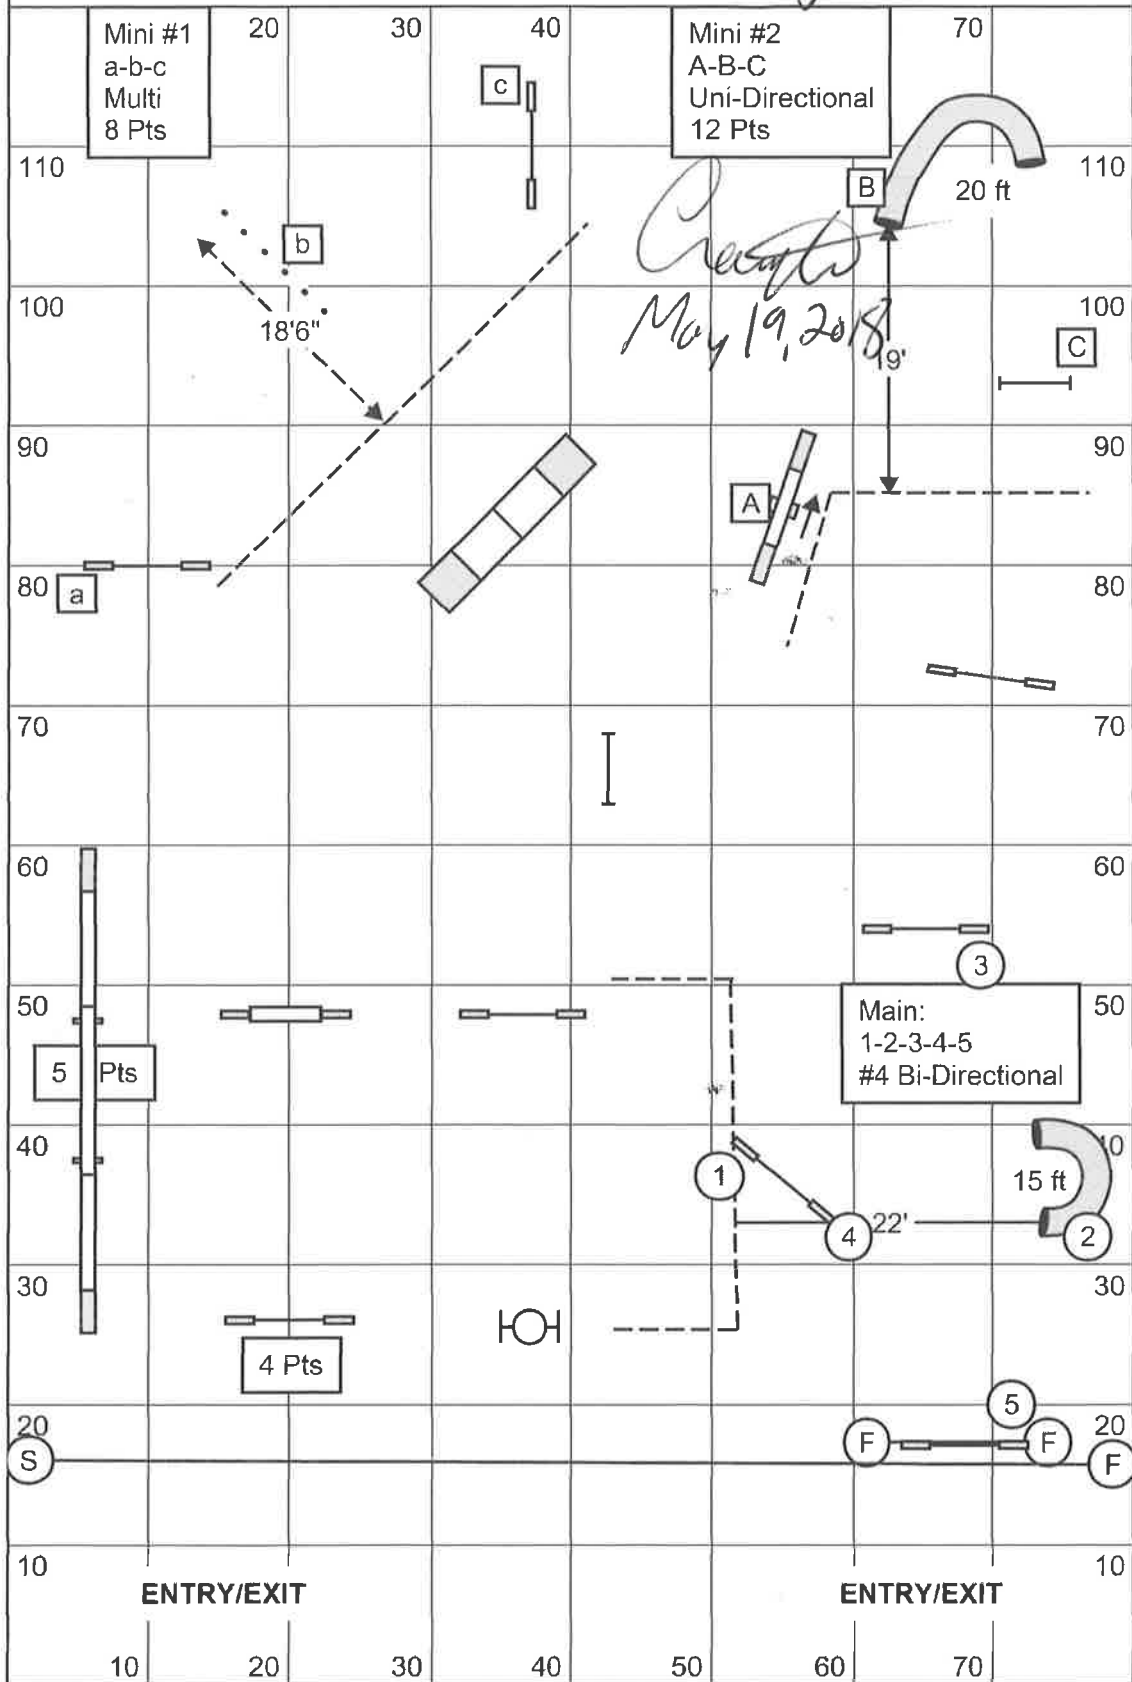 Mini #1
a-b-c
Multi
8 Pts
20
30
40
Mini #2
A-B-C
Uni-Directional
12 Pts
70
c
110
B
20 ft
110
b
100
18'6"
May 19, 2018
19'
100
C
90
A
90
80
a
80
70
70
60
60
3
50
5 Pts
Main:
1-2-3-4-5
#4 Bi-Directional
50
40
1
15 ft
40
4
22'
2
30
30
4 Pts
5
20
S
F
F
20
F
10
10
ENTRY/EXIT
ENTRY/EXIT
10
20
30
40
50
60
70